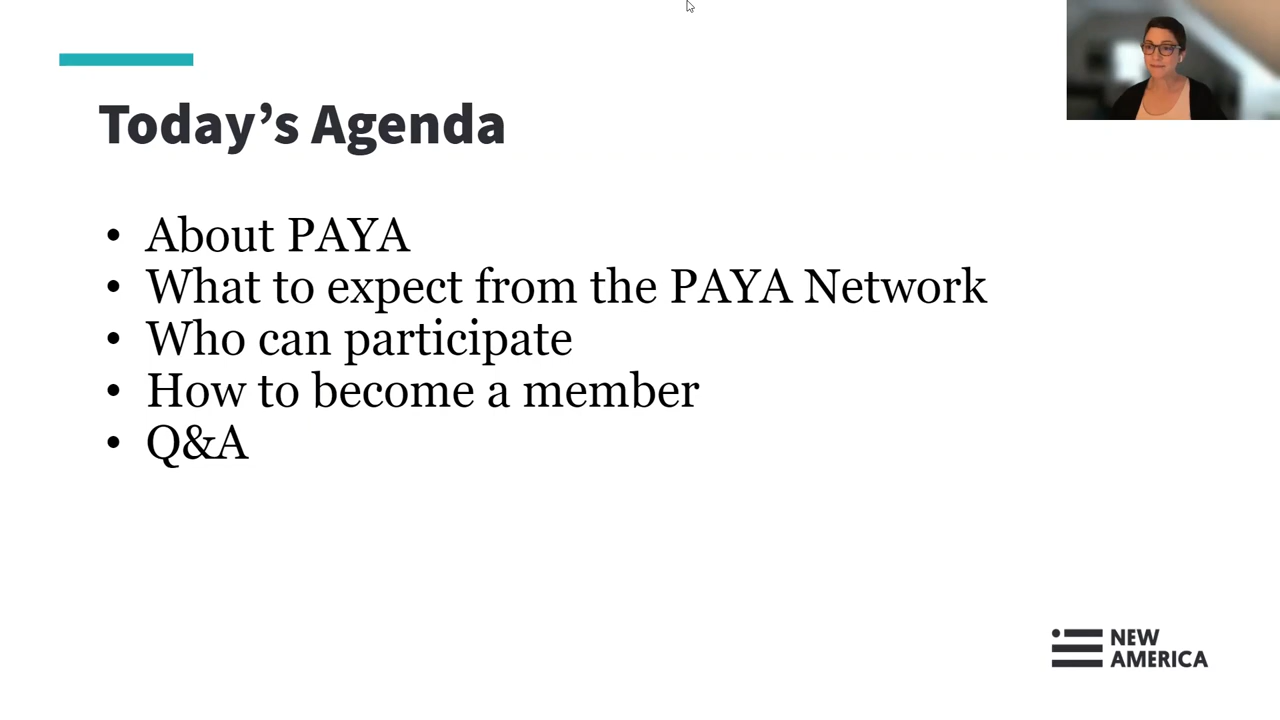 Today’s Agenda
• About PAYA
• What to expect from the PAYA Network
• Who can participate
• How to become a member
• Q&A
NEW
AMERICA